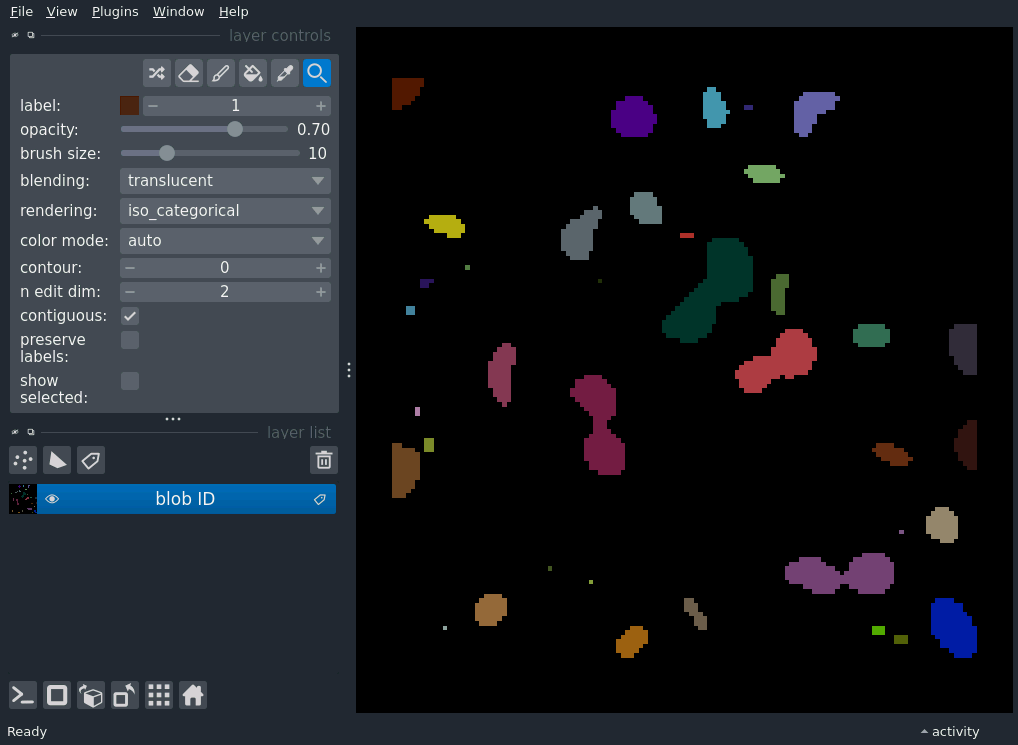 File View Plugins Window Help
layer controls
label: 1
opacity: 0.70
brush size: 10
blending: translucent
rendering: iso_categorical
color mode: auto
contour: 0
n edit dim: 2
contiguous:
preserve
labels:
show
selected:
layer list
blob ID
Ready activity